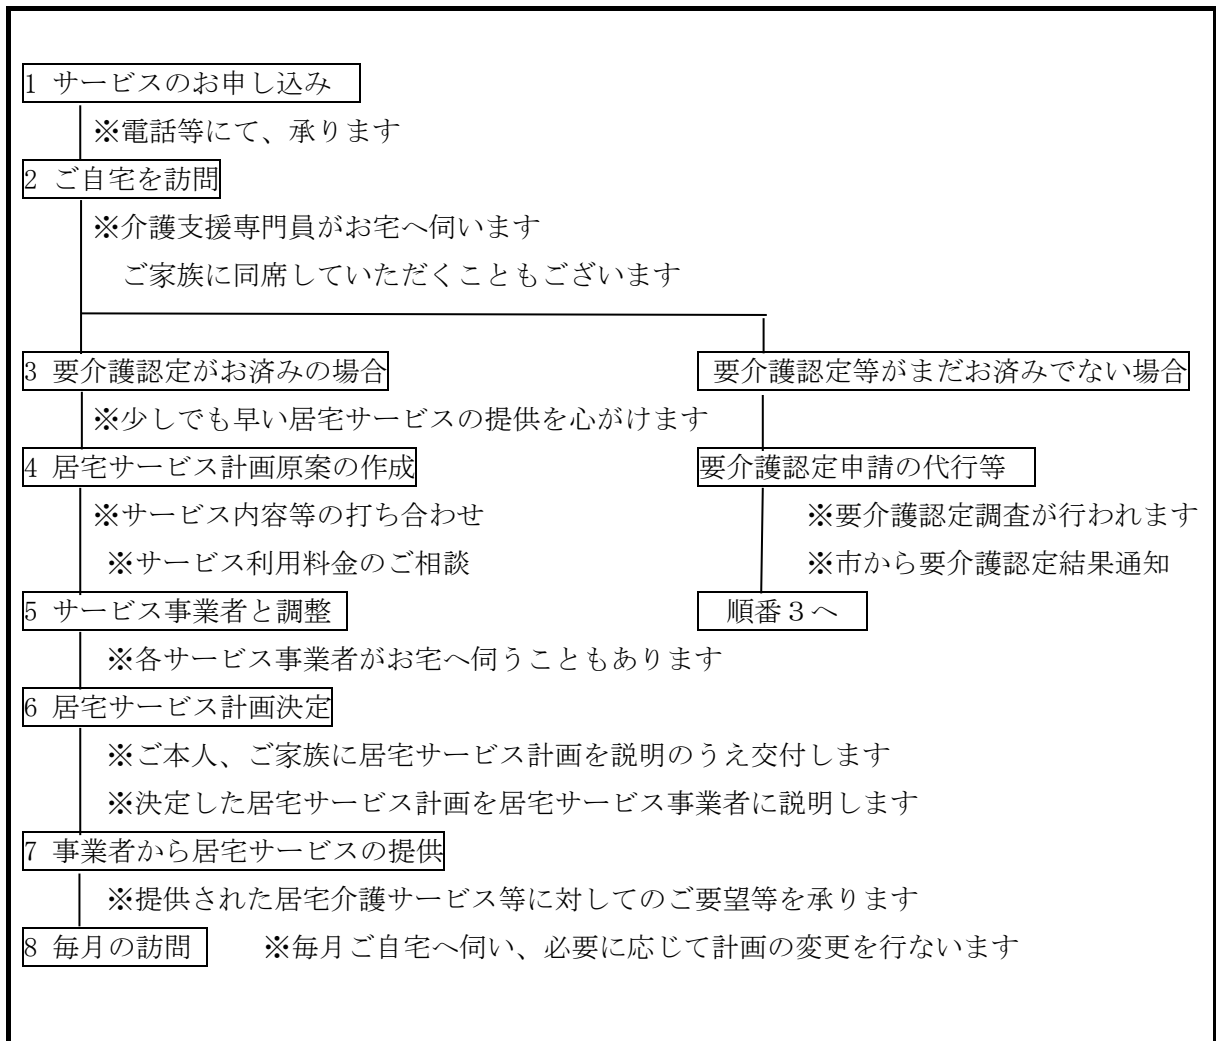 1 サービスのお申し込み
※電話等にて、承ります
2 ご自宅を訪問
※介護支援専門員がお宅へ伺います
ご家族に同席していただくこともございます
3 要介護認定がお済みの場合
要介護認定等がまだお済みでない場合
※少しでも早い居宅サービスの提供を心がけます
4 居宅サービス計画原案の作成
要介護認定申請の代行等
※サービス内容等の打ち合わせ
※要介護認定調査が行われます
※サービス利用料金のご相談
※市から要介護認定結果通知
5 サービス事業者と調整
順番３へ
※各サービス事業者がお宅へ伺うこともあります
6 居宅サービス計画決定
※ご本人、ご家族に居宅サービス計画を説明のうえ交付します
※決定した居宅サービス計画を居宅サービス事業者に説明します
7 事業者から居宅サービスの提供
※提供された居宅介護サービス等に対してのご要望等を承ります
8 毎月の訪問 ※毎月ご自宅へ伺い、必要に応じて計画の変更を行ないます